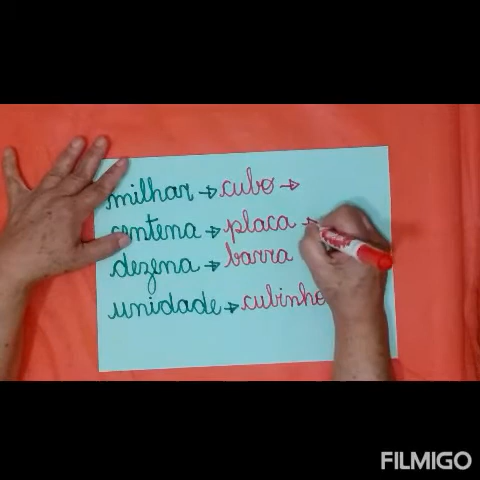 milhar → cubo →
centena → placa →
dezena → barra
unidade → cubinho
FILMIGO